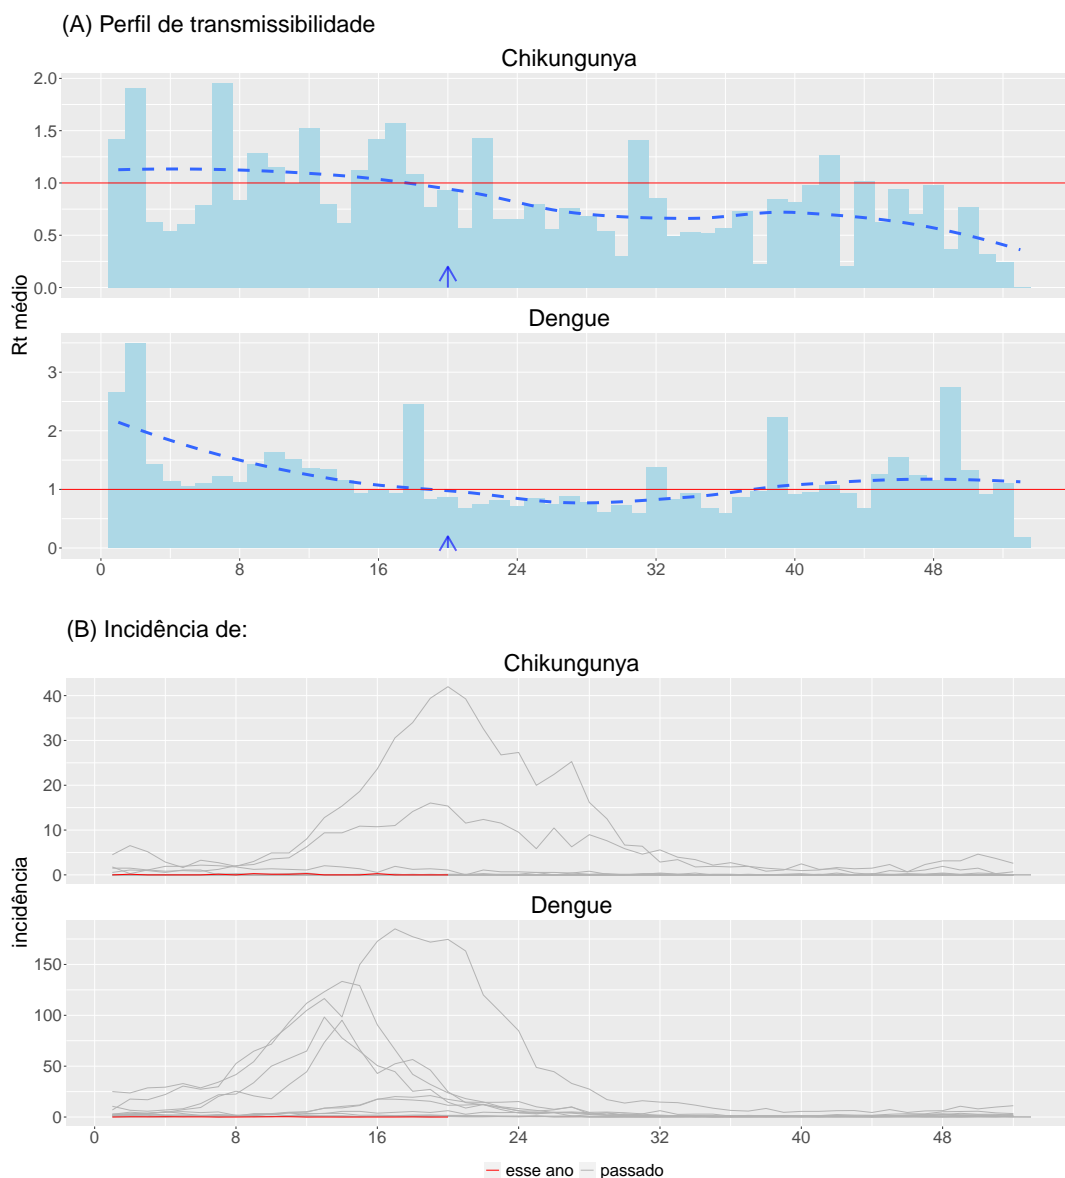 (A) Perfil de transmissibilidade
Chikungunya
2.0
1.5
1.0
0.5
0.0
Dengue
3
2
1
0
0 8 16 24 32 40 48
Rt médio
(B) Incidência de:
Chikungunya
40
30
20
10
0
Dengue
150
100
50
0
0 8 16 24 32 40 48
incidência
esse ano passado